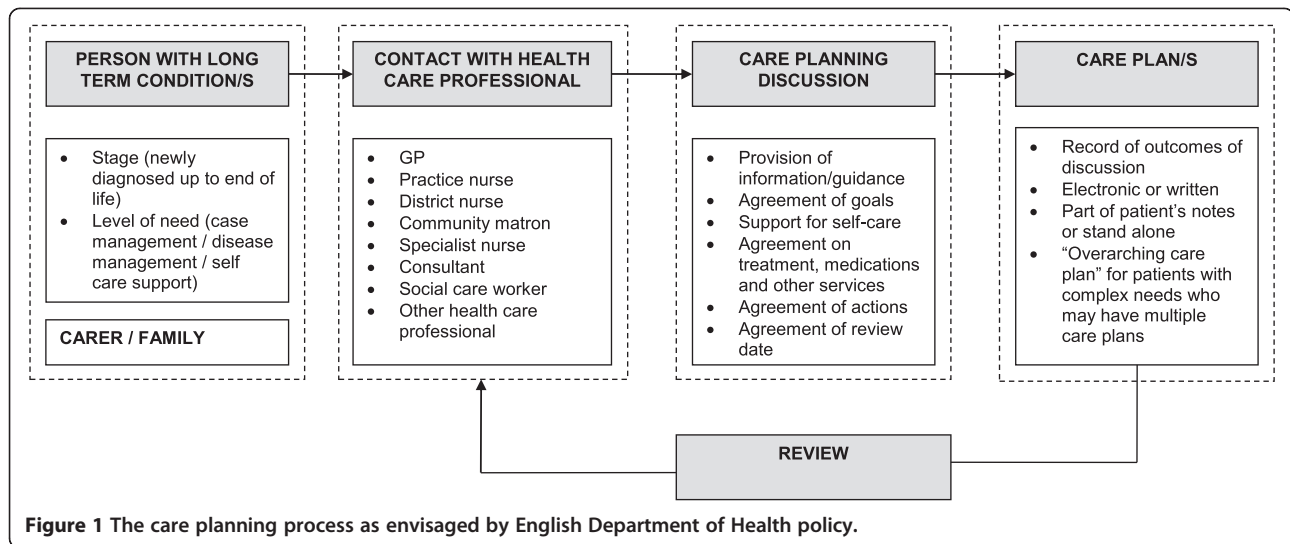 PERSON WITH LONG
TERM CONDITION/S
• Stage (newly
diagnosed up to end of
life)
• Level of need (case
management / disease
management / self
care support)
CARER / FAMILY
CONTACT WITH HEALTH
CARE PROFESSIONAL
• GP
• Practice nurse
• District nurse
• Community matron
• Specialist nurse
• Consultant
• Social care worker
• Other health care
professional
CARE PLANNING
DISCUSSION
• Provision of
information/guidance
• Agreement of goals
• Support for self-care
• Agreement on
treatment, medications
and other services
• Agreement of actions
• Agreement of review
date
CARE PLAN/S
• Record of outcomes of
discussion
• Electronic or written
• Part of patient's notes
or stand alone
• “Overarching care
plan” for patients with
complex needs who
may have multiple
care plans
REVIEW
Figure 1 The care planning process as envisaged by English Department of Health policy.